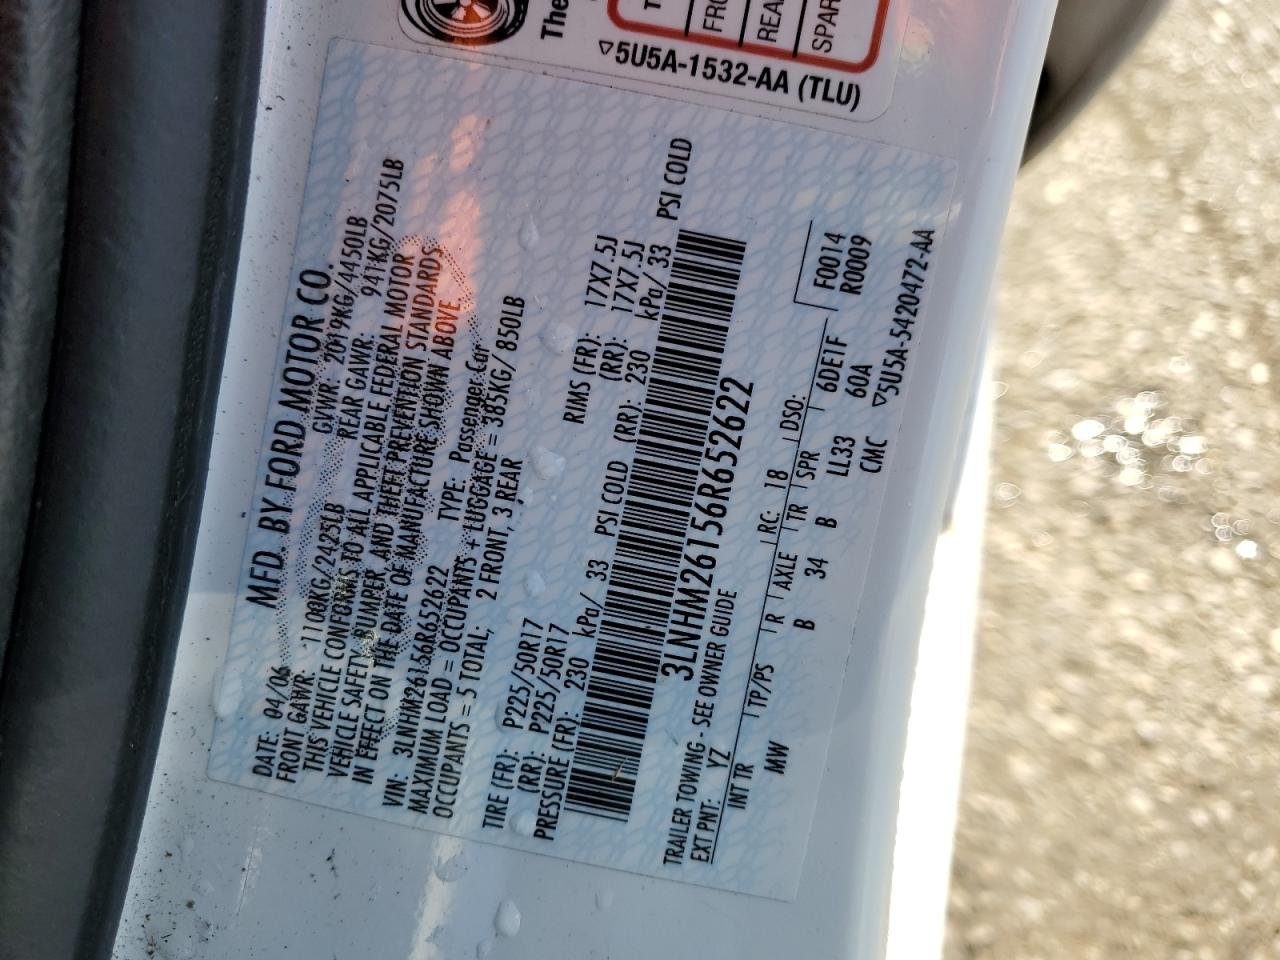 The
T
FRO
REA
SPAR
5U5A-1532-AA (TLU)
MFD. BY FORD MOTOR CO.
DATE: 04/06 GVWR: 2019KG/4450LB
FRONT GAWR: 1100KG/2425LB REAR GAWR: 941KG/2075LB
THIS VEHICLE CONFORMS TO ALL APPLICABLE FEDERAL MOTOR
VEHICLE SAFETY, BUMPER, AND THEFT PREVENTION STANDARDS
IN EFFECT ON THE DATE OF MANUFACTURE SHOWN ABOVE.
VIN: 3LNHM26156R652622 TYPE: Passenger Car
MAXIMUM LOAD = OCCUPANTS + LUGGAGE = 385KG/850LB
OCCUPANTS = 5 TOTAL; 2 FRONT, 3 REAR
TIRE (FR): P225/50R17 RIMS (FR): 17X7.5J
(RR): P225/50R17 (RR): 17X7.5J
PRESSURE (FR): 230 kPa/ 33 PSI COLD (RR): 230 kPa/ 33 PSI COLD
3LNHM26156R652622
TRAILER TOWING - SEE OWNER GUIDE
EXT PNT: YZ RC: 18 DSO:
INT TR TP/PS R AXLE TR SPR 6DE1F F0014
MW B 34 B LL33 60A R0009
CMC 5U5A-5420472-AA